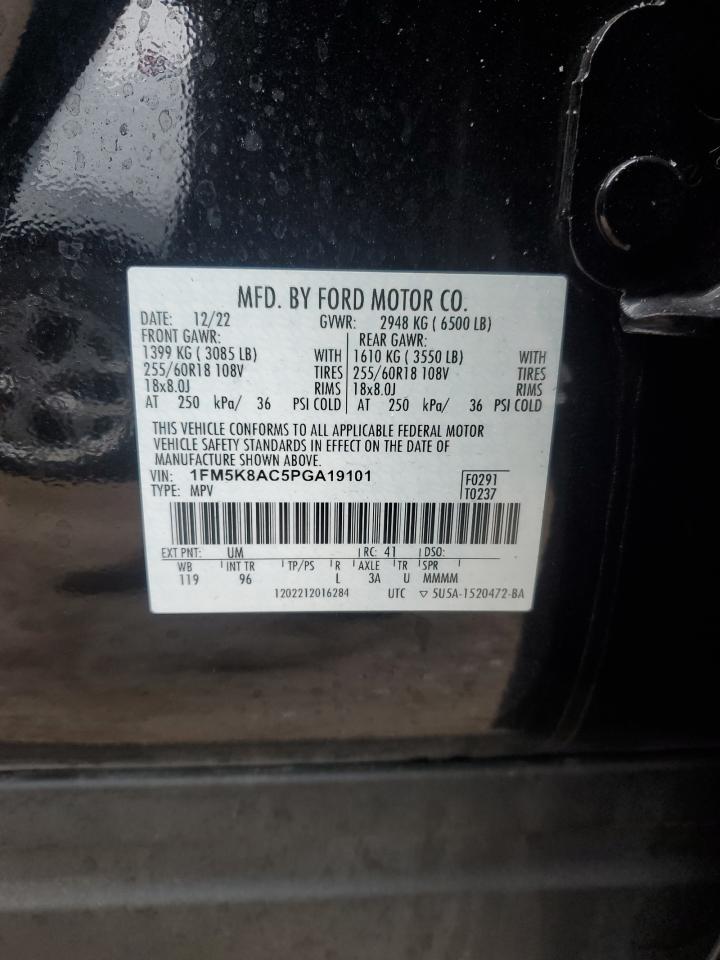 MFD. BY FORD MOTOR CO.
DATE: 12/22 GVWR: 2948 KG ( 6500 LB)
FRONT GAWR: REAR GAWR:
1399 KG ( 3085 LB) WITH 1610 KG ( 3550 LB) WITH
255/60R18 108V TIRES 255/60R18 108V TIRES
18x8.0J RIMS 18x8.0J RIMS
AT 250 kPa/ 36 PSI COLD AT 250 kPa/ 36 PSI COLD
THIS VEHICLE CONFORMS TO ALL APPLICABLE FEDERAL MOTOR
VEHICLE SAFETY STANDARDS IN EFFECT ON THE DATE OF
MANUFACTURE SHOWN ABOVE.
VIN: 1FM5K8AC5PGA19101 F0291
TYPE: MPV T0237
EXT PNT: UM RC: 41 DSO:
WB INT TR TP/PS R AXLE TR SPR
119 96 L 3A U MMMM
1202212016284 UTC ▽ 5U5A-1520472-BA